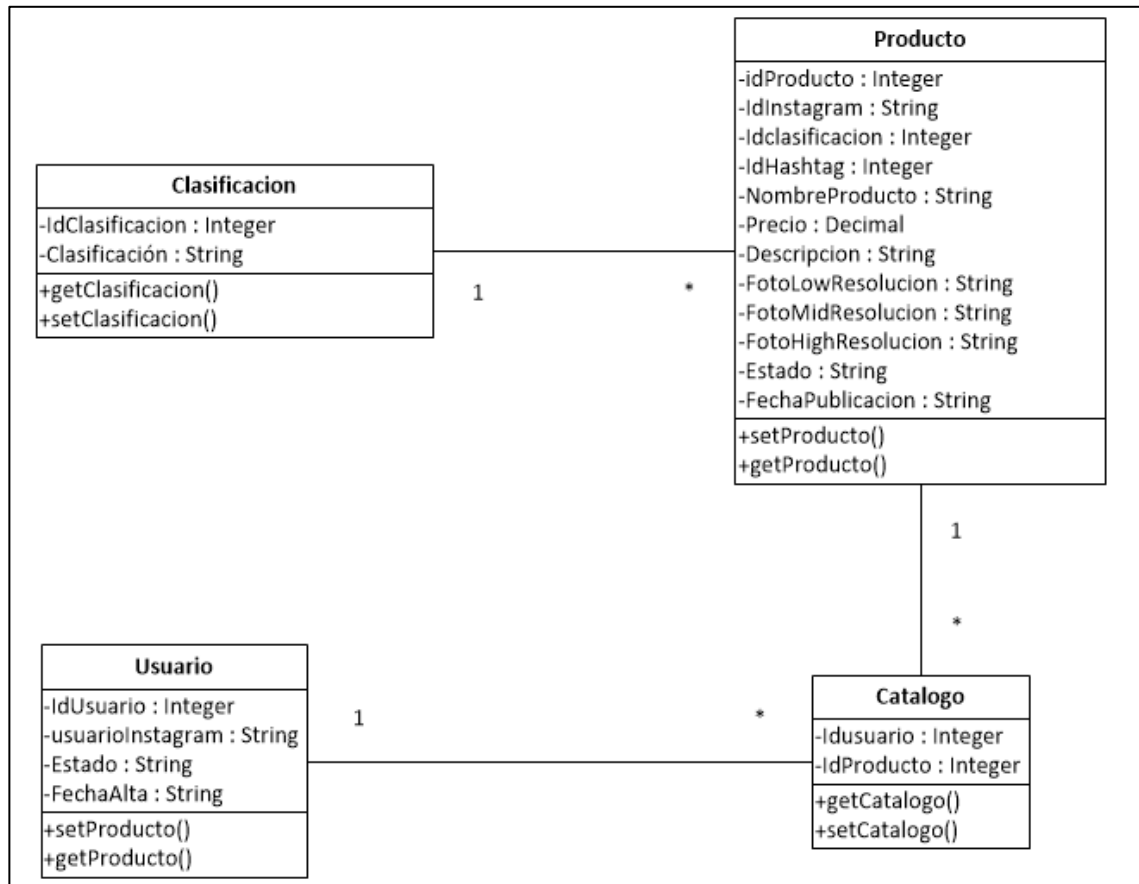 Producto
-idProducto : Integer
-IdInstagram : String
-Idclasificacion : Integer
-IdHashtag : Integer
-NombreProducto : String
-Precio : Decimal
-Descripcion : String
-FotoLowResolucion : String
-FotoMidResolucion : String
-FotoHighResolucion : String
-Estado : String
-FechaPublicacion : String
+setProducto()
+getProducto()
Clasificacion
-IdClasificacion : Integer
-Clasificación : String
+getClasificacion()
+setClasificacion()
1
*
1
*
Usuario
-IdUsuario : Integer
-usuarioInstagram : String
-Estado : String
-FechaAlta : String
+setProducto()
+getProducto()
1
*
Catalogo
-Idusuario : Integer
-IdProducto : Integer
+getCatalogo()
+setCatalogo()